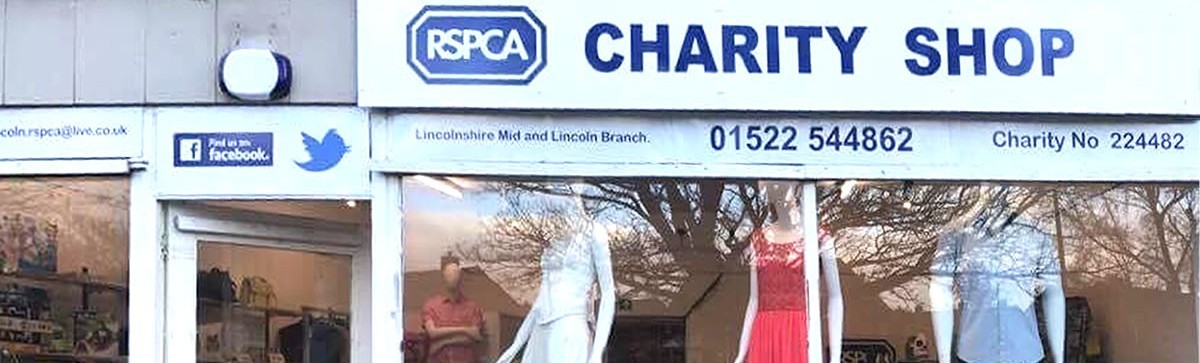 RSPCA CHARITY SHOP
coln.rspca@live.co.uk
Find us on
facebook.
Lincolnshire Mid and Lincoln Branch. 01522 544862 Charity No 224482
RSPCA